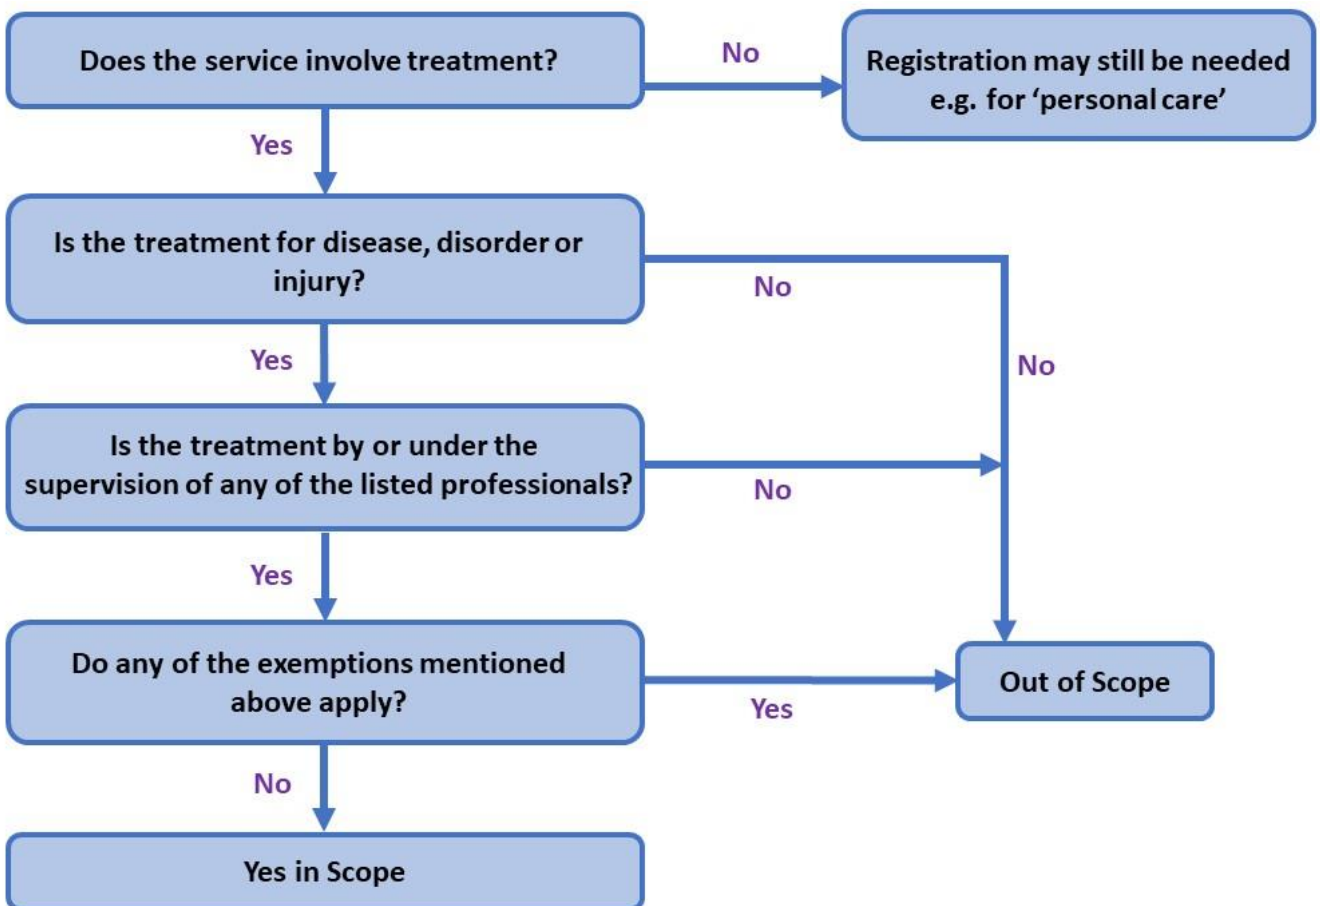 Does the service involve treatment?
No
Registration may still be needed
e.g. for ‘personal care’
Yes
Is the treatment for disease, disorder or
injury?
No
Yes
No
Is the treatment by or under the
supervision of any of the listed professionals?
No
Yes
Do any of the exemptions mentioned
above apply?
Yes
Out of Scope
No
Yes in Scope